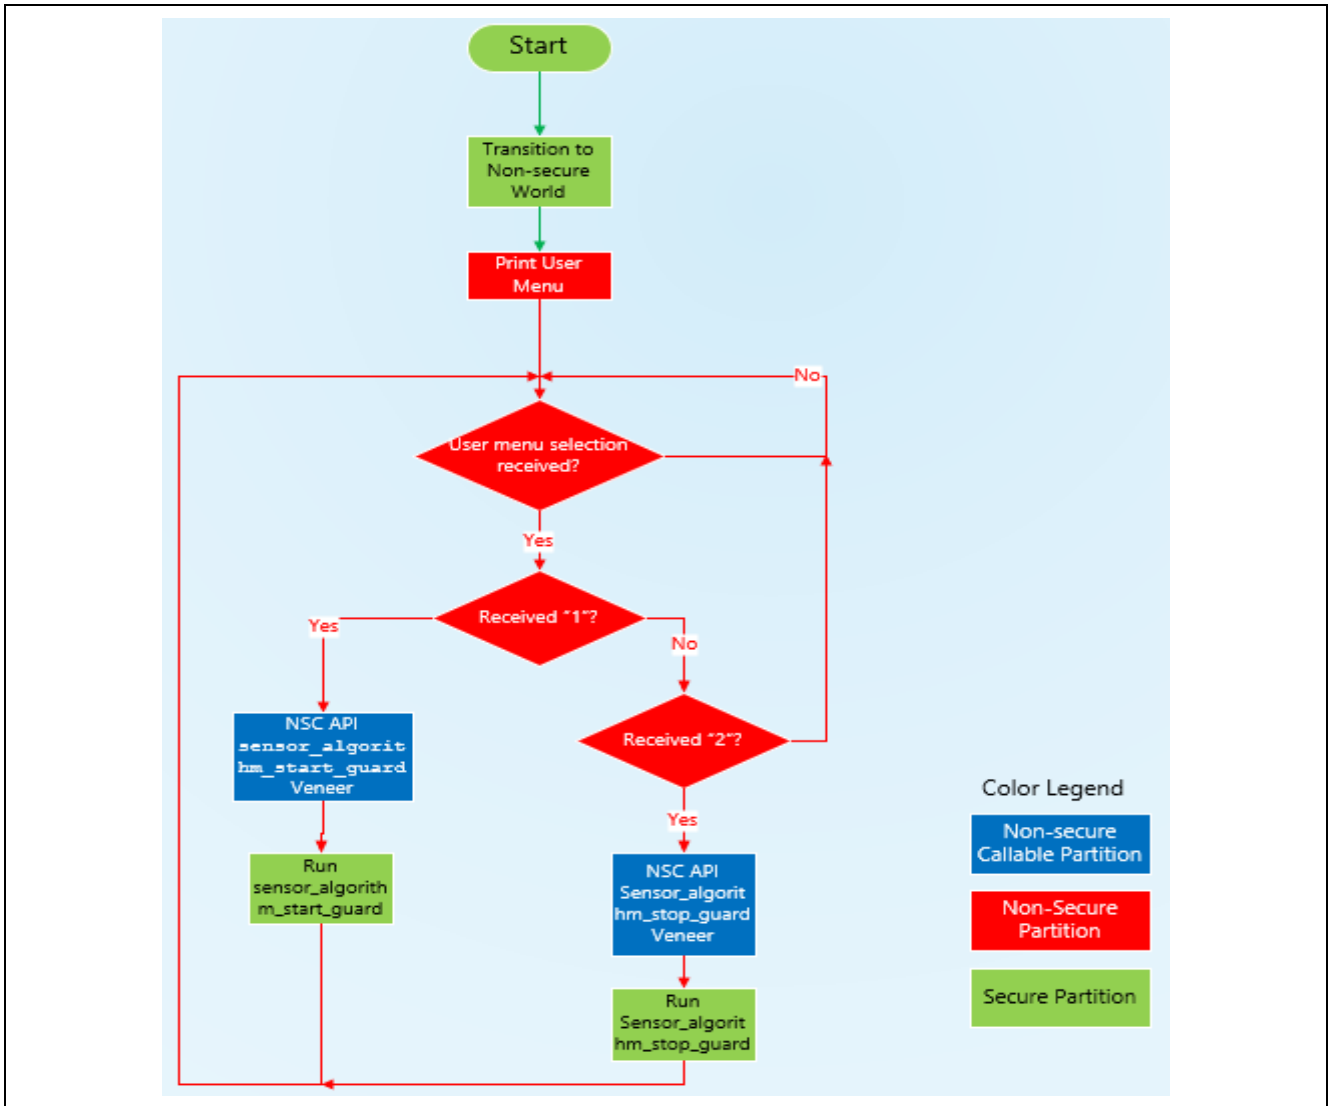 Start
Transition to
Non-secure
World
Print User
Menu
No
User menu selection
received?
Yes
Received “1”?
Yes
No
NSC API
sensor_algorit
hm_start_guard
Veneer
Received “2”?
Yes
Run
sensor_algorith
m_start_guard
NSC API
Sensor_algorit
hm_stop_guard
Veneer
Run
Sensor_algorit
hm_stop_guard
Color Legend
Non-secure
Callable Partition
Non-Secure
Partition
Secure Partition